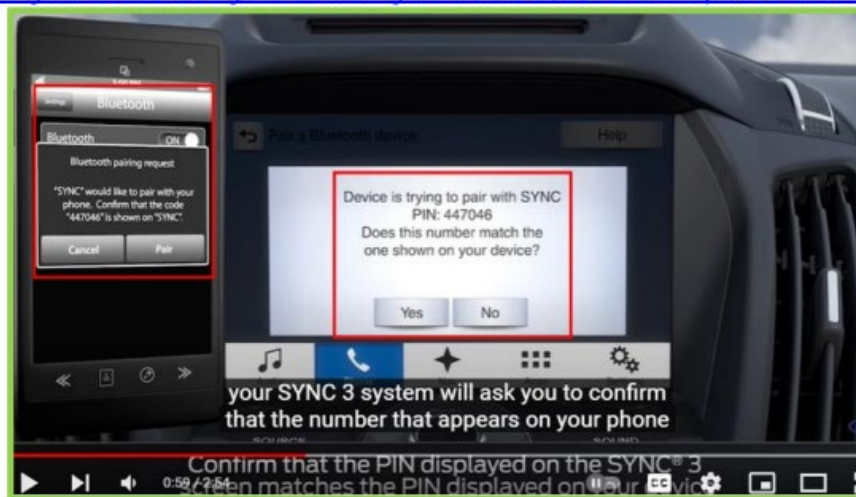 Settings
Bluetooth
Bluetooth
ON
Bluetooth pairing request
"SYNC" would like to pair with your
phone. Confirm that the code
"447046" is shown on "SYNC".
Cancel
Pair
Pair a Bluetooth device
Help
Device is trying to pair with SYNC
PIN: 447046
Does this number match the
one shown on your device?
Yes
No
your SYNC 3 system will ask you to confirm
that the number that appears on your phone
SOURCE
SOUND
Confirm that the PIN displayed on the SYNC® 3
screen matches the PIN displayed on your device
0:59 / 2:54
CC